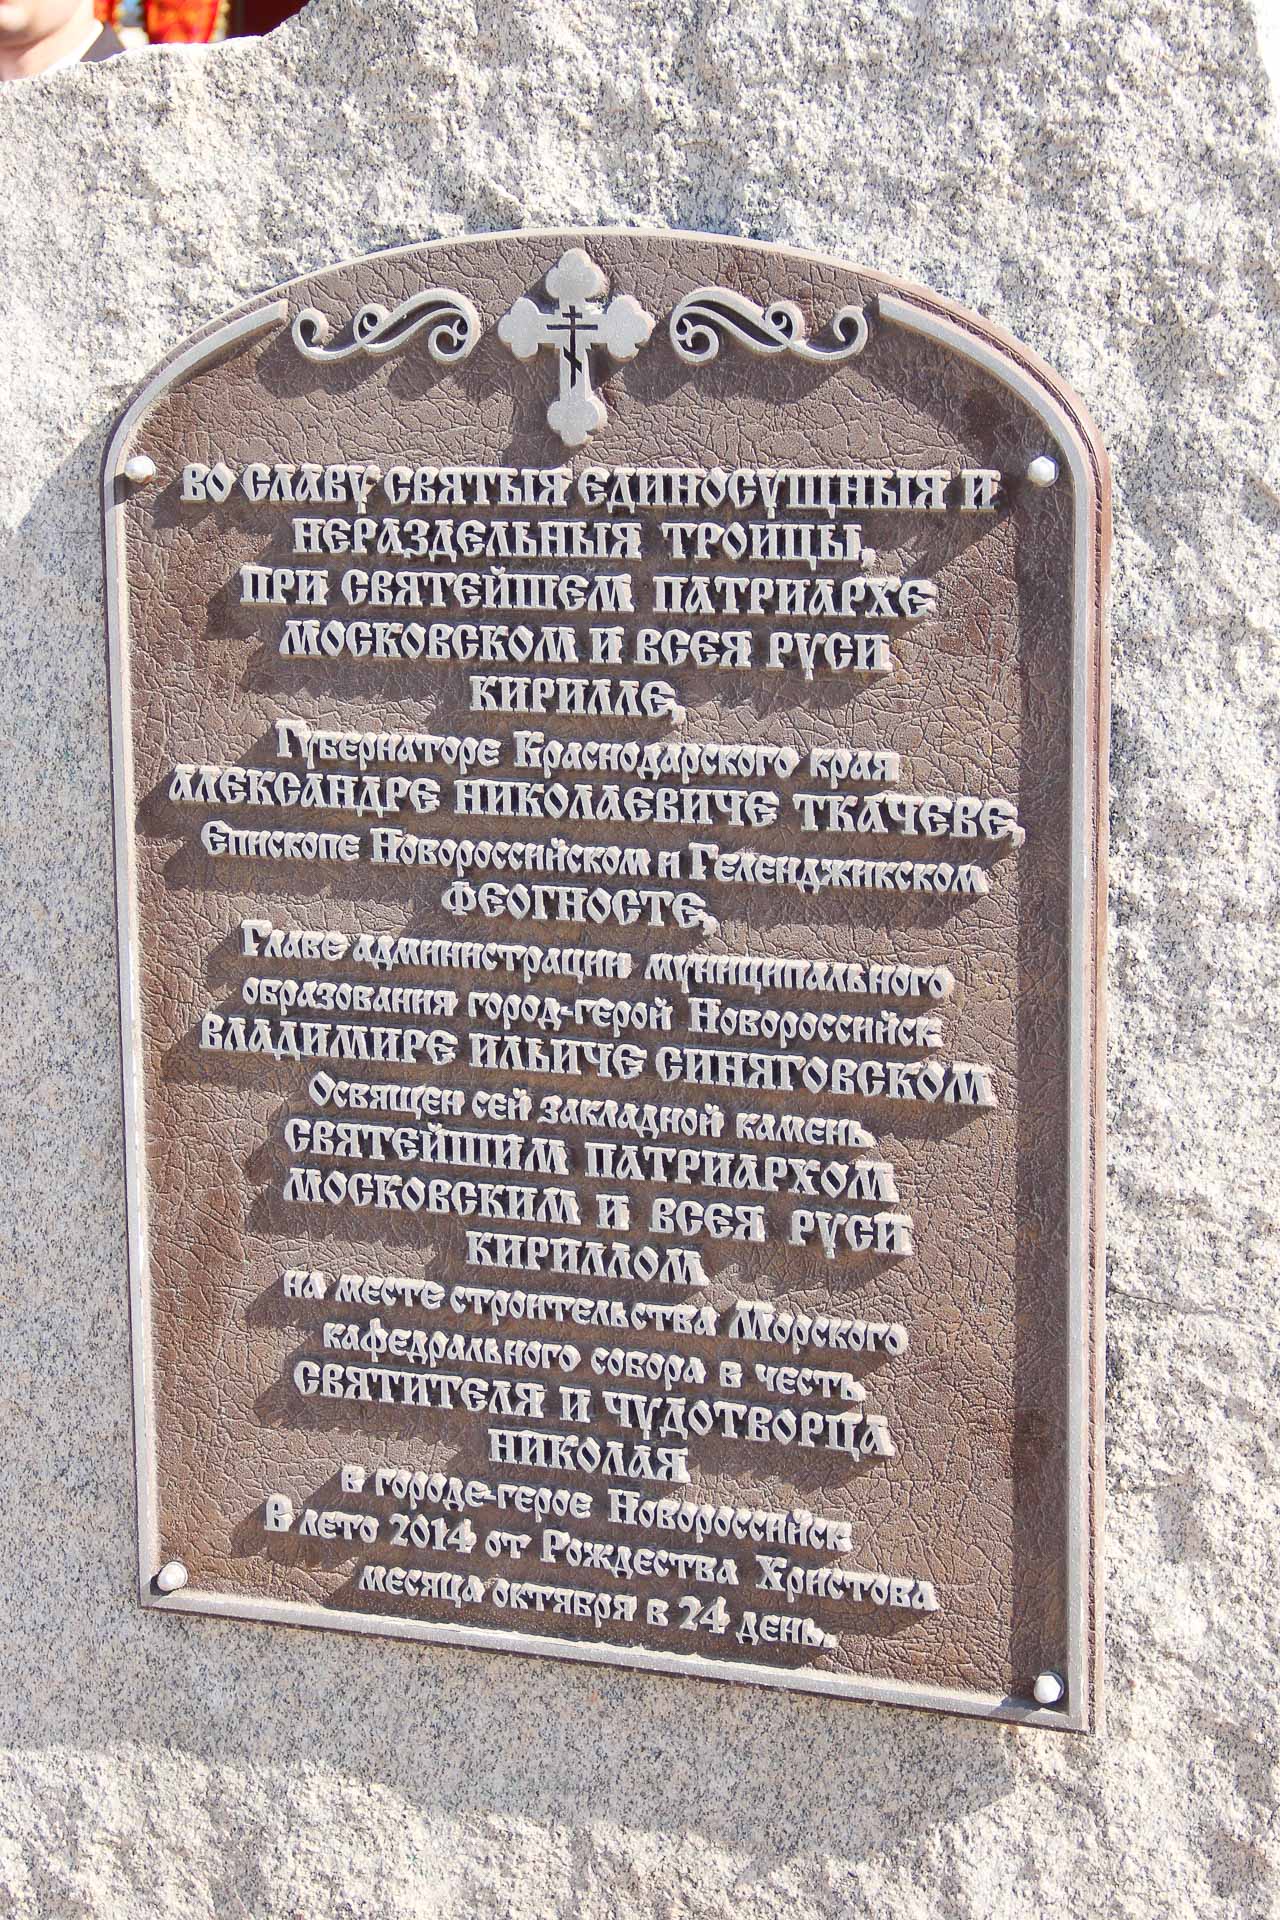 ВО СЛАВУ СВЯТЫЯ ЕДИНОСУЩНЫЯ И
НЕРАЗДЕЛЬНЫЯ ТРОИЦЫ,
ПРИ СВЯТЕЙШЕМ ПАТРИАРХЕ
МОСКОВСКОМ И ВСЕЯ РУСИ
КИРИЛЛЕ,
Губернаторе Краснодарского края
АЛЕКСАНДРЕ НИКОЛАЕВИЧЕ ТКАЧЕВЕ,
Епископе Новороссийском и Геленджикском
ФЕОГНОСТЕ,
Главе администрации муниципального
образования город-герой Новороссийск
ВЛАДИМИРЕ ИЛЬИЧЕ СИНЯГОВСКОМ
Освящен сей закладной камень,
СВЯТЕЙШИМ ПАТРИАРХОМ
МОСКОВСКИМ И ВСЕЯ РУСИ
КИРИЛЛОМ
на месте строительства Морского
кафедрального собора в честь,
СВЯТИТЕЛЯ И ЧУДОТВОРЦА
НИКОЛАЯ
в городе-герое Новороссийск
В лето 2014 от Рождества Христова
месяца октября в 24 день.